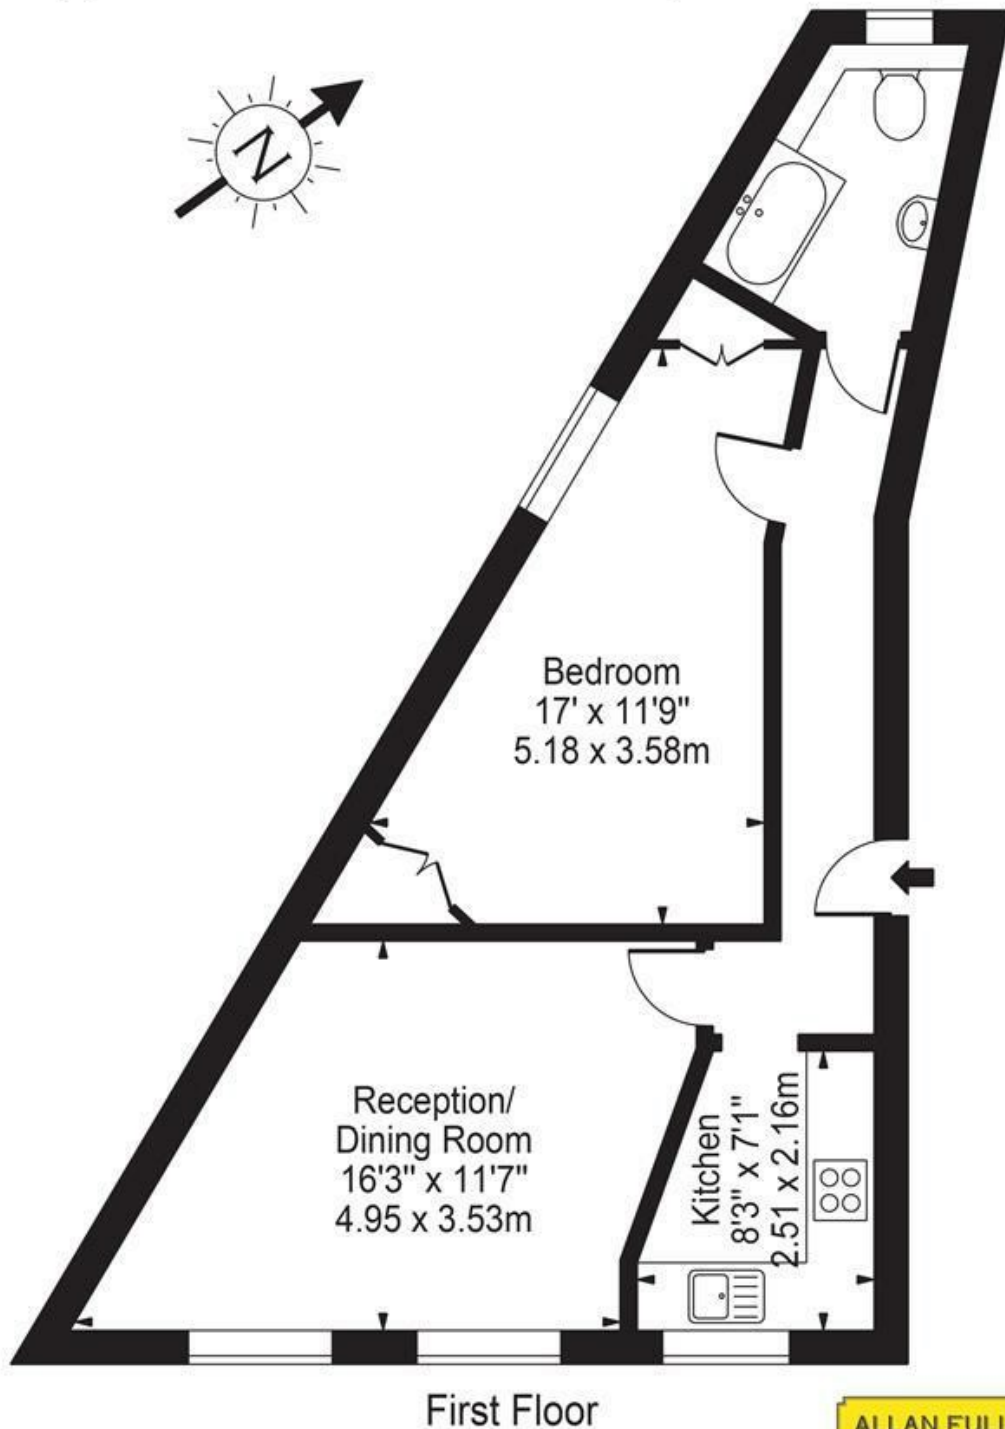 N
Bedroom
17' x 11'9"
5.18 x 3.58m
Reception/
Dining Room
16'3" x 11'7"
4.95 x 3.53m
Kitchen
8'3" x 7'1"
2.51 x 2.16m
First Floor
ALLAN